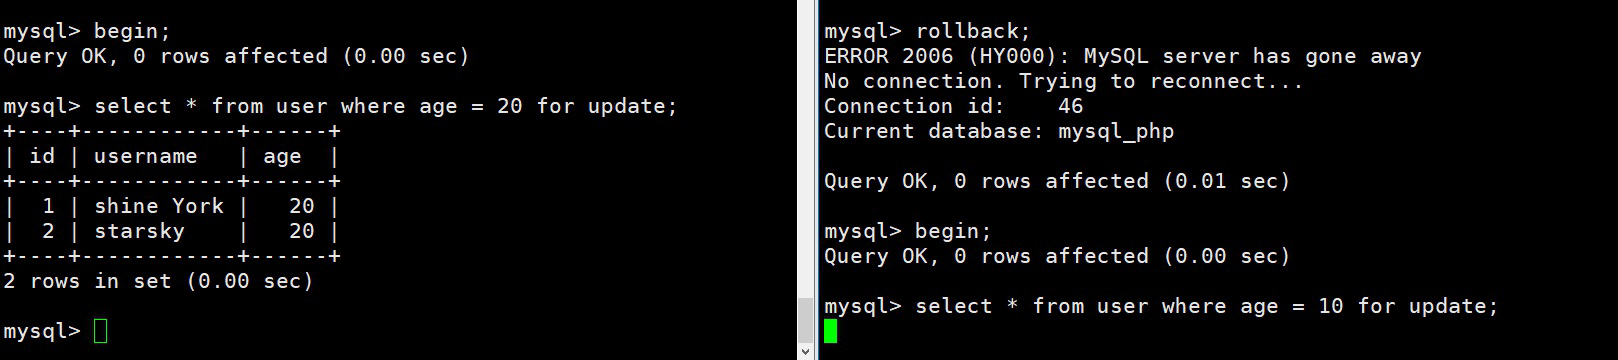 mysql> begin;
Query OK, 0 rows affected (0.00 sec)
mysql> select * from user where age = 20 for update;
+----+------------+------+
| id | username   | age  |
+----+------------+------+
|  1 | shine York |   20 |
|  2 | starsky    |   20 |
+----+------------+------+
2 rows in set (0.00 sec)
mysql>
mysql> rollback;
ERROR 2006 (HY000): MySQL server has gone away
No connection. Trying to reconnect...
Connection id:    46
Current database: mysql_php
Query OK, 0 rows affected (0.01 sec)
mysql> begin;
Query OK, 0 rows affected (0.00 sec)
mysql> select * from user where age = 10 for update;